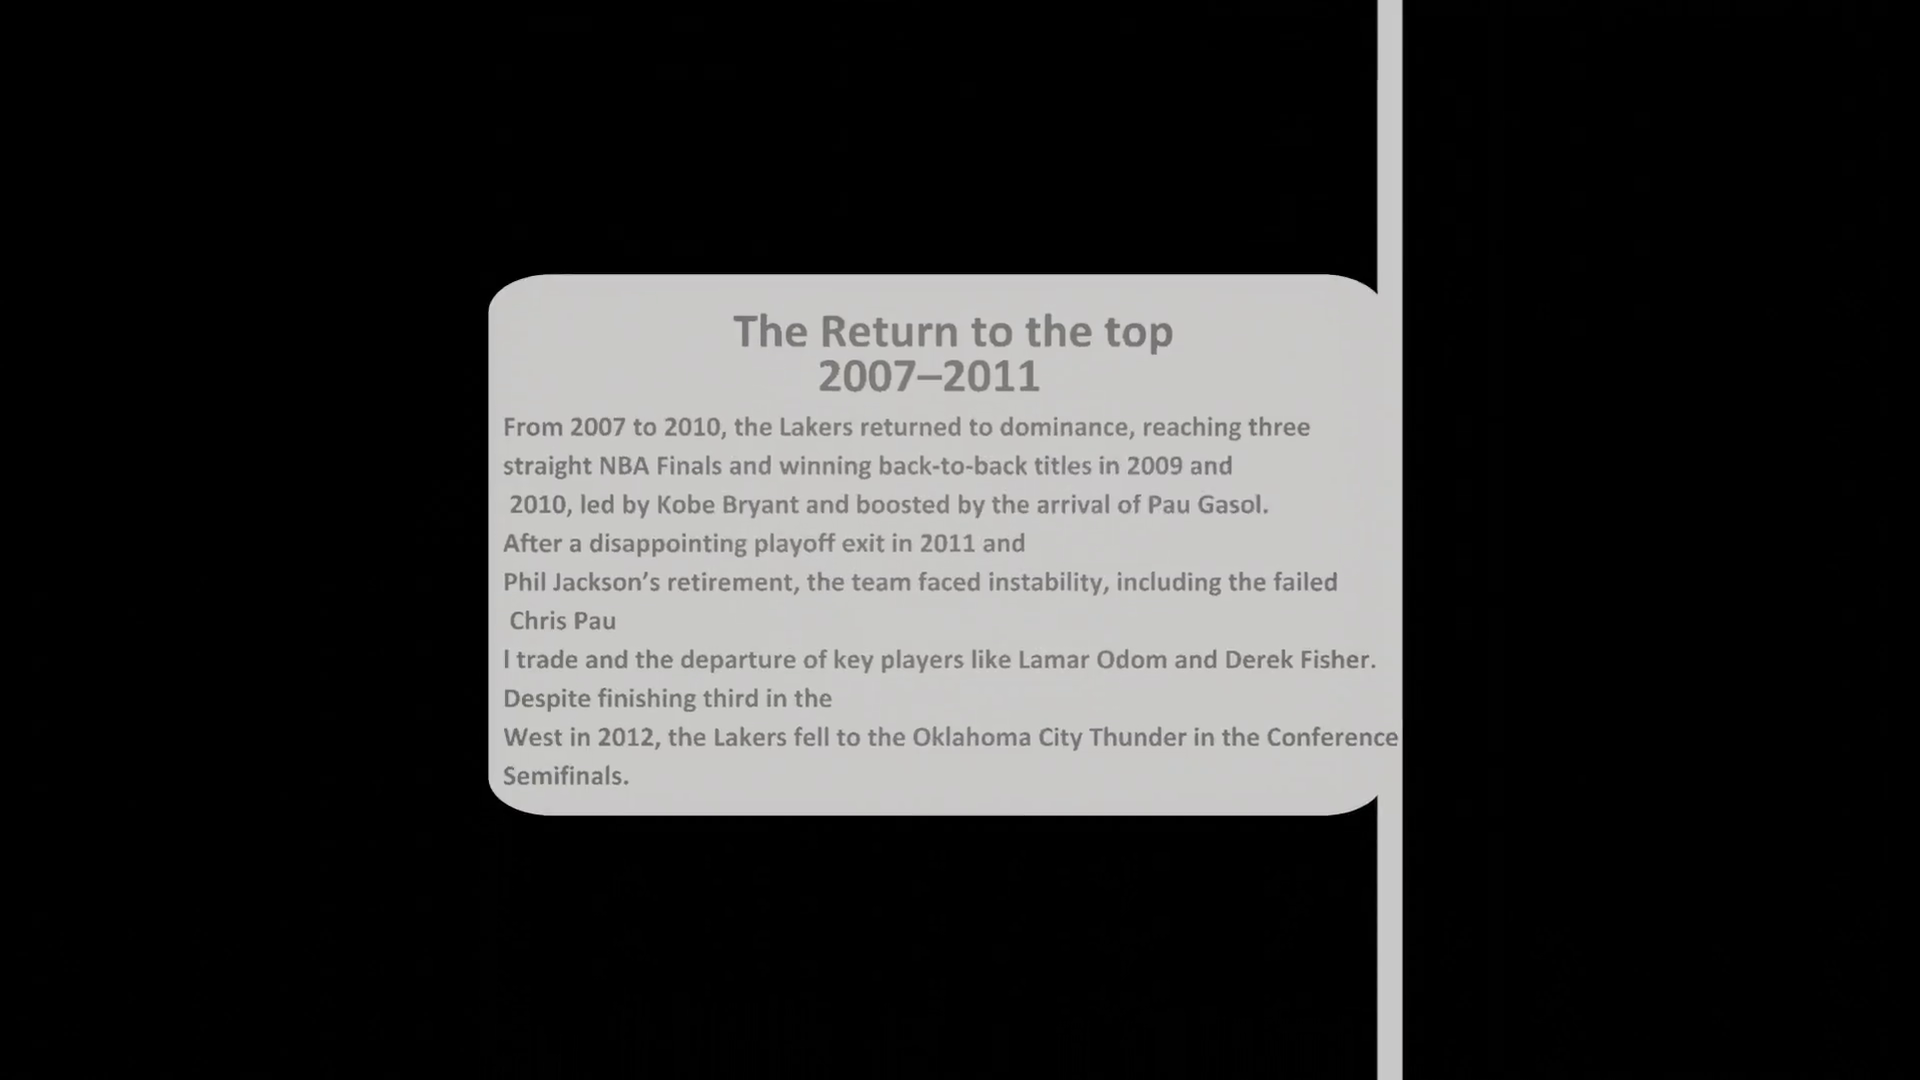 The Return to the top
2007–2011
From 2007 to 2010, the Lakers returned to dominance, reaching three
straight NBA Finals and winning back-to-back titles in 2009 and
2010, led by Kobe Bryant and boosted by the arrival of Pau Gasol.
After a disappointing playoff exit in 2011 and
Phil Jackson’s retirement, the team faced instability, including the failed
Chris Pau
l trade and the departure of key players like Lamar Odom and Derek Fisher.
Despite finishing third in the
West in 2012, the Lakers fell to the Oklahoma City Thunder in the Conference
Semifinals.